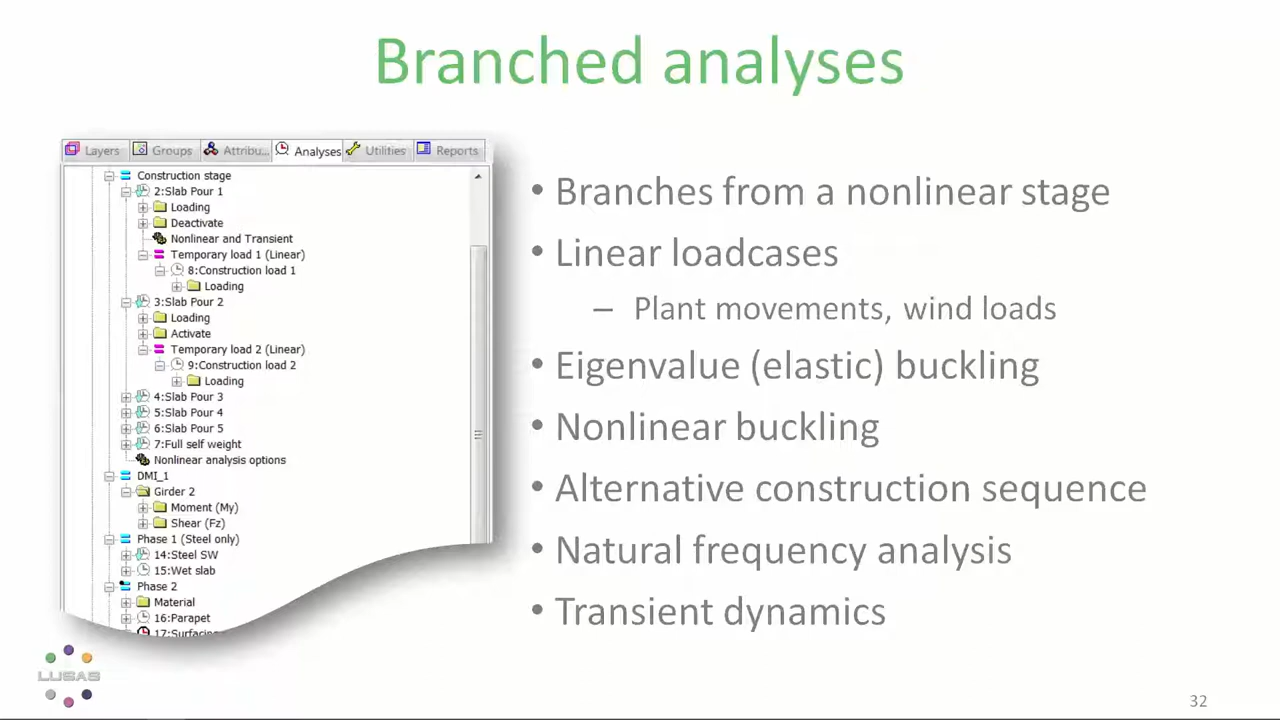 Branched analyses
Layers Groups Attribu... Analyses Utilities Reports
Construction stage
2:Slab Pour 1
Loading
Deactivate
Nonlinear and Transient
Temporary load 1 (Linear)
8:Construction load 1
Loading
3:Slab Pour 2
Loading
Activate
Temporary load 2 (Linear)
9:Construction load 2
Loading
4:Slab Pour 3
5:Slab Pour 4
6:Slab Pour 5
7:Full self weight
Nonlinear analysis options
DMI_1
Girder 2
Moment (My)
Shear (Fz)
Phase 1 (Steel only)
14:Steel SW
15:Wet slab
Phase 2
Material
16:Parapet
17:Surfacing
• Branches from a nonlinear stage
• Linear loadcases
– Plant movements, wind loads
• Eigenvalue (elastic) buckling
• Nonlinear buckling
• Alternative construction sequence
• Natural frequency analysis
• Transient dynamics
LUSAS
32